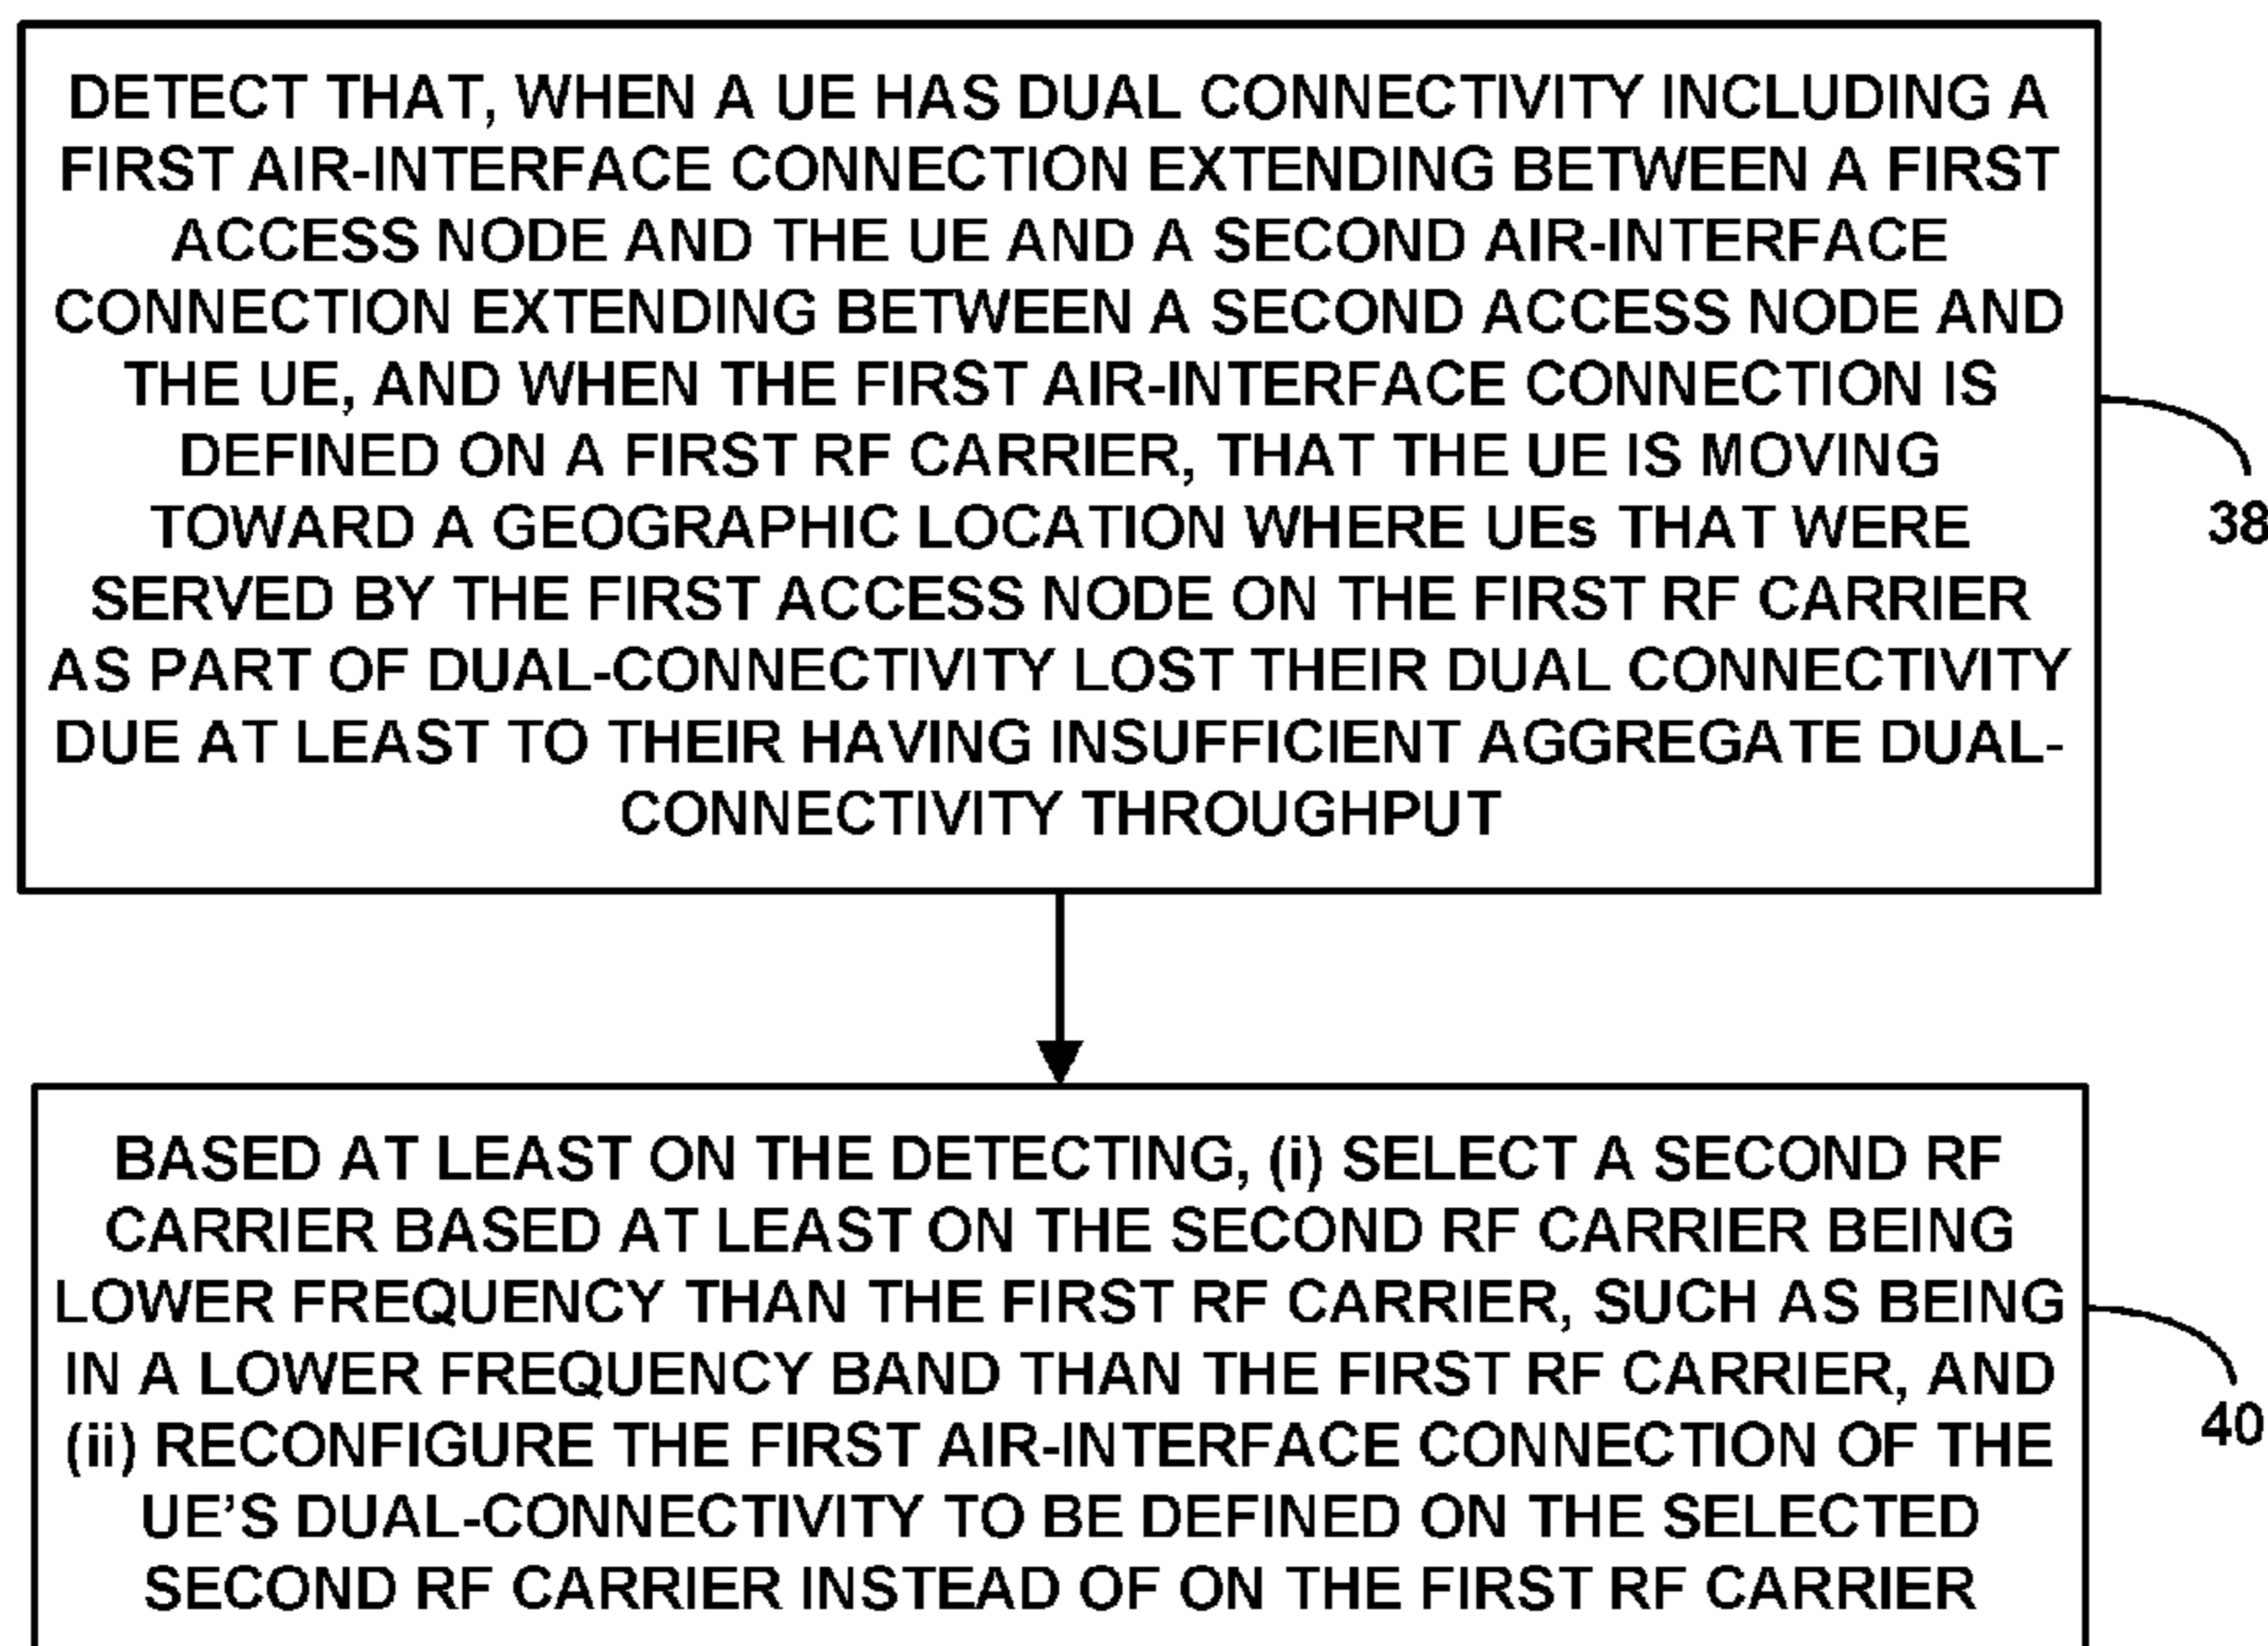 DETECT THAT, WHEN A UE HAS DUAL CONNECTIVITY INCLUDING A
FIRST AIR-INTERFACE CONNECTION EXTENDING BETWEEN A FIRST
ACCESS NODE AND THE UE AND A SECOND AIR-INTERFACE
CONNECTION EXTENDING BETWEEN A SECOND ACCESS NODE AND
THE UE, AND WHEN THE FIRST AIR-INTERFACE CONNECTION IS
DEFINED ON A FIRST RF CARRIER, THAT THE UE IS MOVING
TOWARD A GEOGRAPHIC LOCATION WHERE UEs THAT WERE
SERVED BY THE FIRST ACCESS NODE ON THE FIRST RF CARRIER
AS PART OF DUAL-CONNECTIVITY LOST THEIR DUAL CONNECTIVITY
DUE AT LEAST TO THEIR HAVING INSUFFICIENT AGGREGATE DUAL-
CONNECTIVITY THROUGHPUT
38
BASED AT LEAST ON THE DETECTING, (i) SELECT A SECOND RF
CARRIER BASED AT LEAST ON THE SECOND RF CARRIER BEING
LOWER FREQUENCY THAN THE FIRST RF CARRIER, SUCH AS BEING
IN A LOWER FREQUENCY BAND THAN THE FIRST RF CARRIER, AND
(ii) RECONFIGURE THE FIRST AIR-INTERFACE CONNECTION OF THE
UE’S DUAL-CONNECTIVITY TO BE DEFINED ON THE SELECTED
SECOND RF CARRIER INSTEAD OF ON THE FIRST RF CARRIER
40